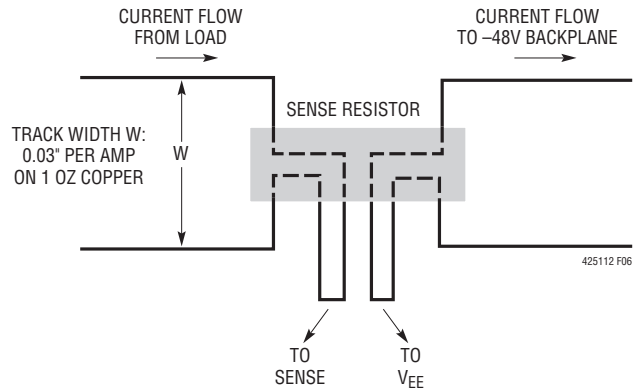 CURRENT FLOW
FROM LOAD
CURRENT FLOW
TO –48V BACKPLANE
SENSE RESISTOR
TRACK WIDTH W:
0.03" PER AMP
ON 1 OZ COPPER
W
425112 F06
TO
SENSE
TO
VEE